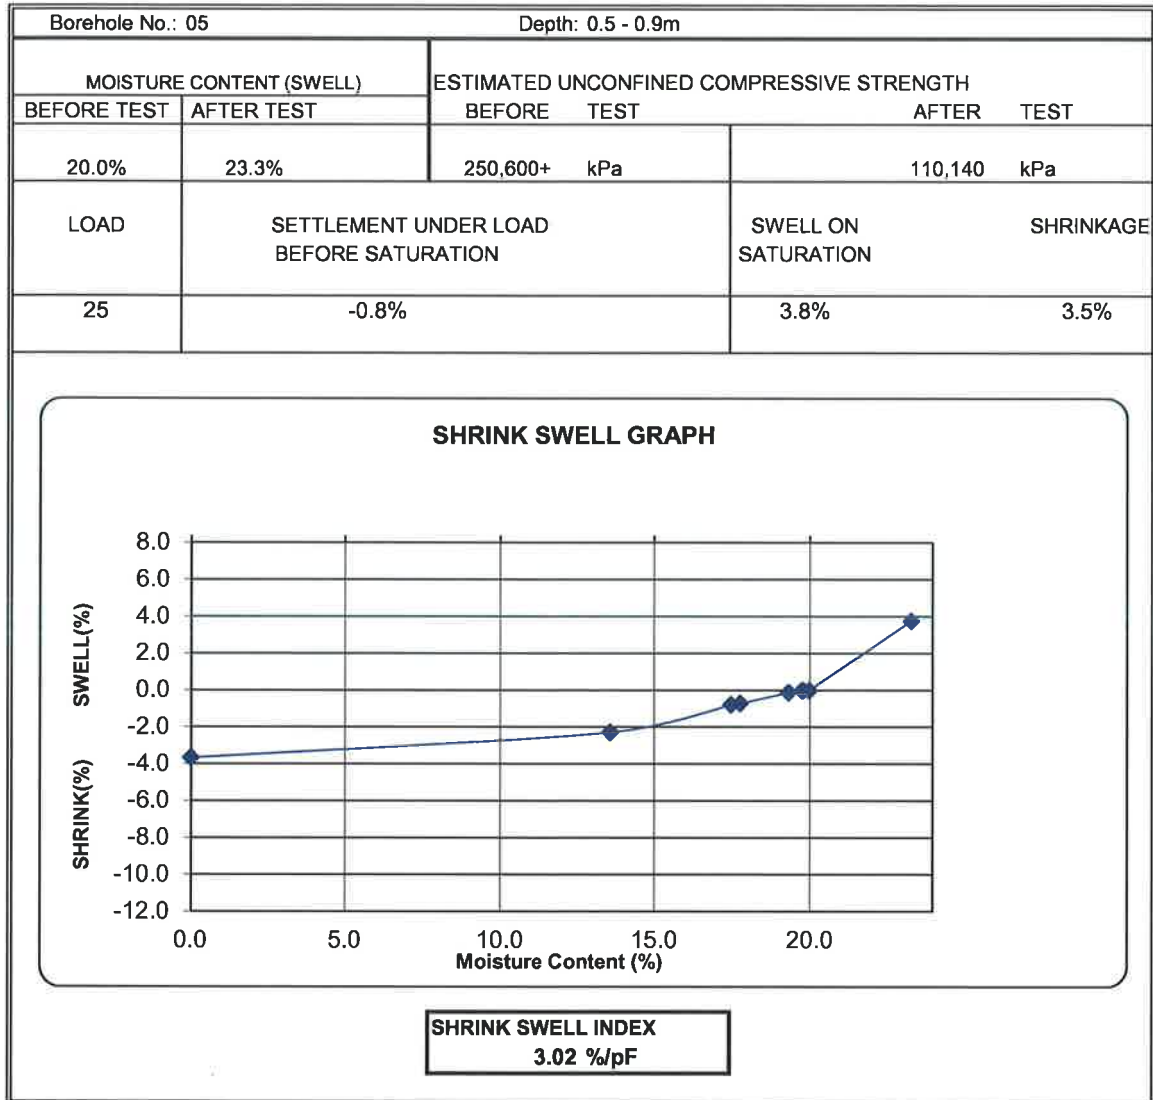 Borehole No.: 05 Depth: 0.5 - 0.9m
MOISTURE CONTENT (SWELL) ESTIMATED UNCONFINED COMPRESSIVE STRENGTH
BEFORE TEST AFTER TEST BEFORE TEST AFTER TEST
20.0% 23.3% 250,600+ kPa 110,140 kPa
LOAD SETTLEMENT UNDER LOAD SWELL ON SHRINKAGE
BEFORE SATURATION SATURATION
25 -0.8% 3.8% 3.5%
SHRINK SWELL GRAPH
8.0
6.0
4.0
2.0
0.0
-2.0
-4.0
-6.0
-8.0
-10.0
-12.0
SHRINK(%) SWELL(%)
0.0 5.0 10.0 15.0 20.0
Moisture Content (%)
SHRINK SWELL INDEX
3.02 %/pF